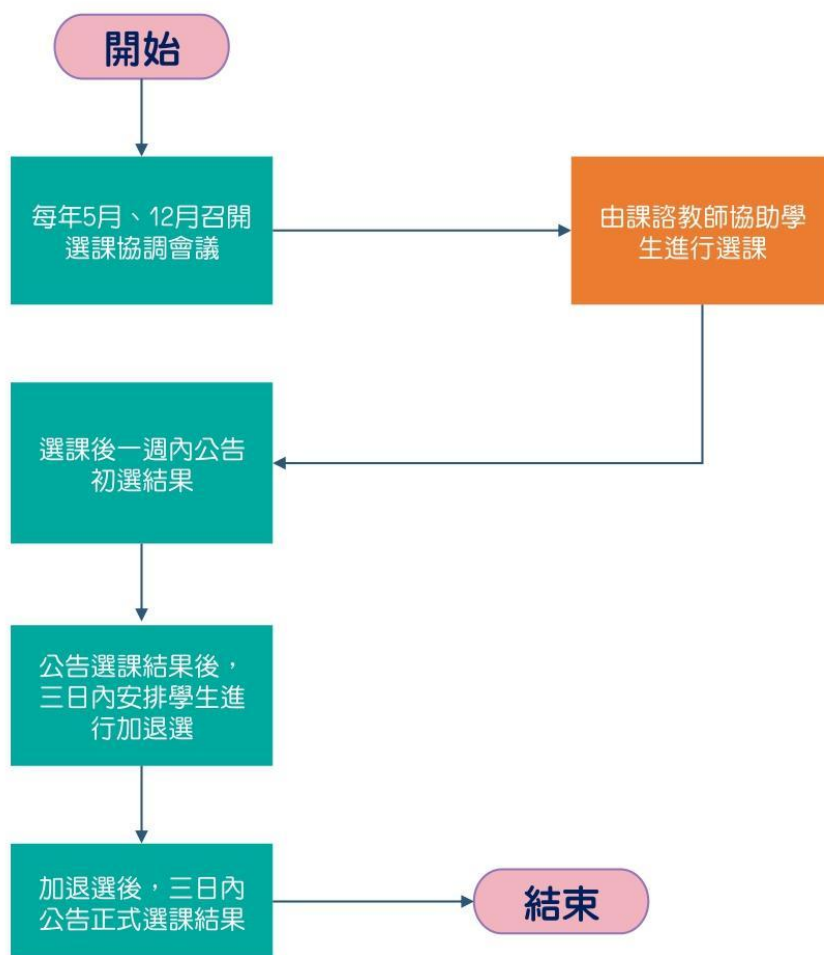 開始
每年5月、12月召開
選課協調會議
由課諮教師協助學
生進行選課
選課後一週內公告
初選結果
公告選課結果後，
三日內安排學生進
行加退選
加退選後，三日內
公告正式選課結果
結束